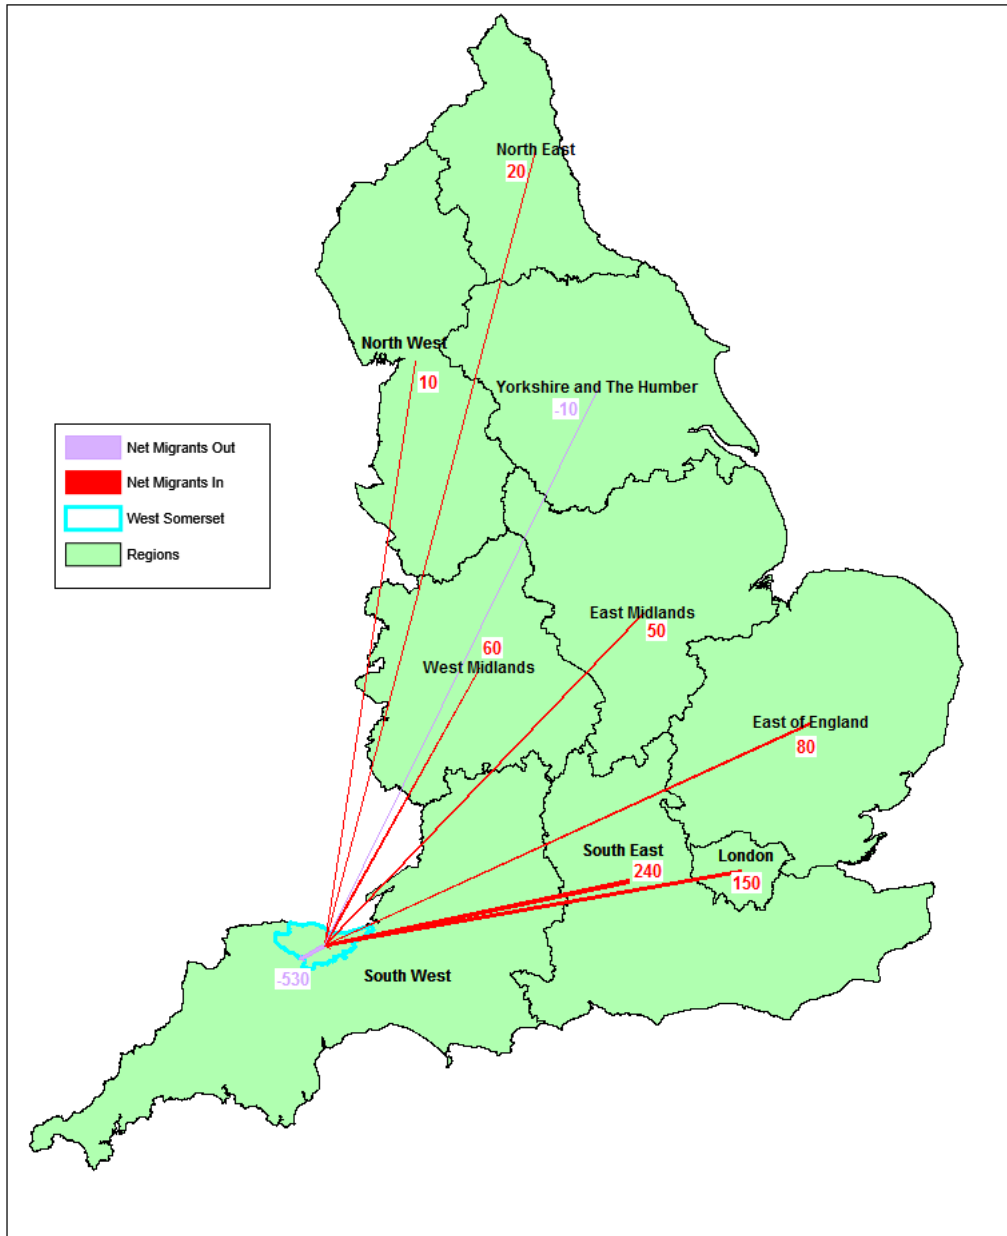 North East
20
North West
10
Yorkshire and The Humber
-10
Net Migrants Out
Net Migrants In
West Somerset
Regions
East Midlands
50
60
West Midlands
East of England
80
South East
240
London
150
South West
-530